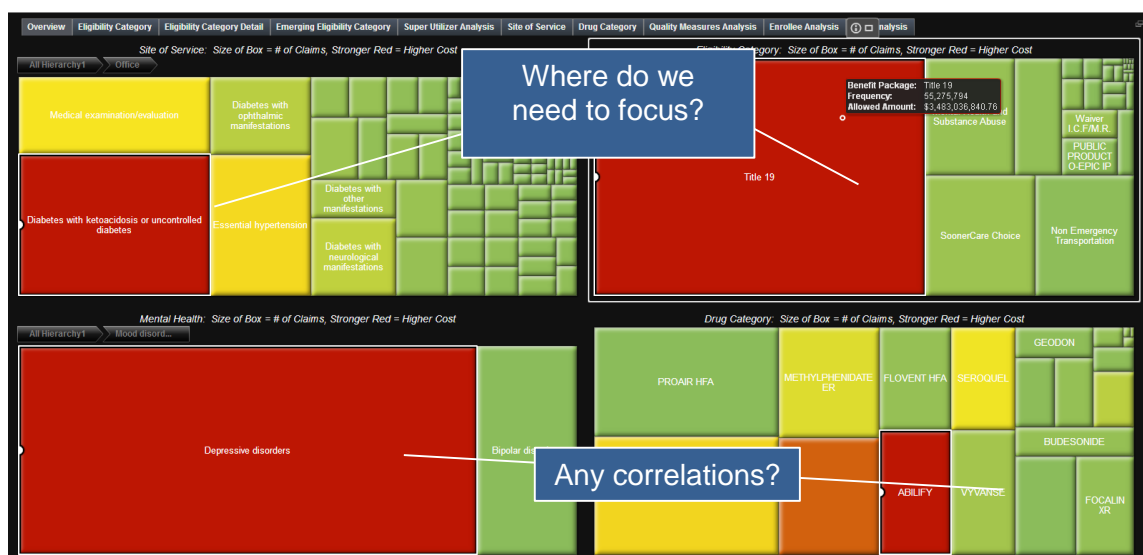 Overview Eligibility Category Eligibility Category Detail Emerging Eligibility Category Super Utilizer Analysis Site of Service Drug Category Quality Measures Analysis Enrollee Analysis nalysis
Site of Service: Size of Box = # of Claims, Stronger Red = Higher Cost
All Hierarchy1 Office
Medical examination/evaluation
Diabetes with
ophthalmic
manifestations
Diabetes with ketoacidosis or uncontrolled
diabetes
Essential hypertension
Diabetes with
other
manifestations
Diabetes with
neurological
manifestations
Where do we
need to focus?
Category: Size of Box = # of Claims, Stronger Red = Higher Cost
Title 19
Benefit Package: Title 19
Frequency: 55,275,794
Allowed Amount: $3,483,036,840.76
Substance Abuse
Waiver
I.C.F/M.R.
PUBLIC
PRODUCT
O-EPIC IP
SoonerCare Choice
Non Emergency
Transportation
Mental Health: Size of Box = # of Claims, Stronger Red = Higher Cost
All Hierarchy1 Mood disord...
Depressive disorders
Bipolar dis
Any correlations?
Drug Category: Size of Box = # of Claims, Stronger Red = Higher Cost
PROAIR HFA
METHYLPHENIDATE
ER
FLOVENT HFA
SEROQUEL
GEODON
ABILIFY
VYVANSE
BUDESONIDE
FOCALIN
XR